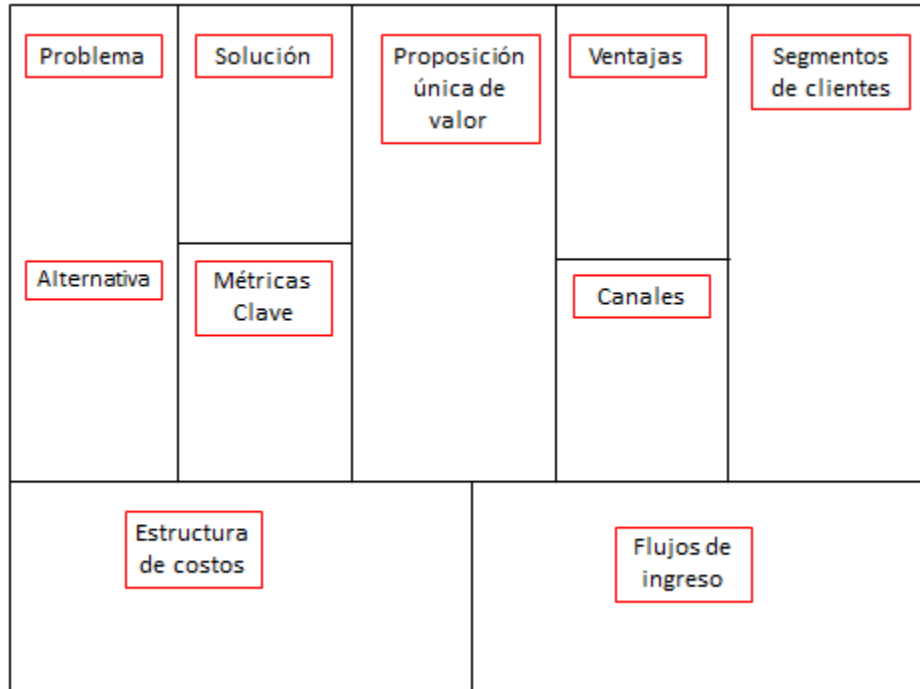 Problema
Solución
Proposición
única de
valor
Ventajas
Segmentos
de clientes
Alternativa
Métricas
Clave
Canales
Estructura
de costos
Flujos de
ingreso